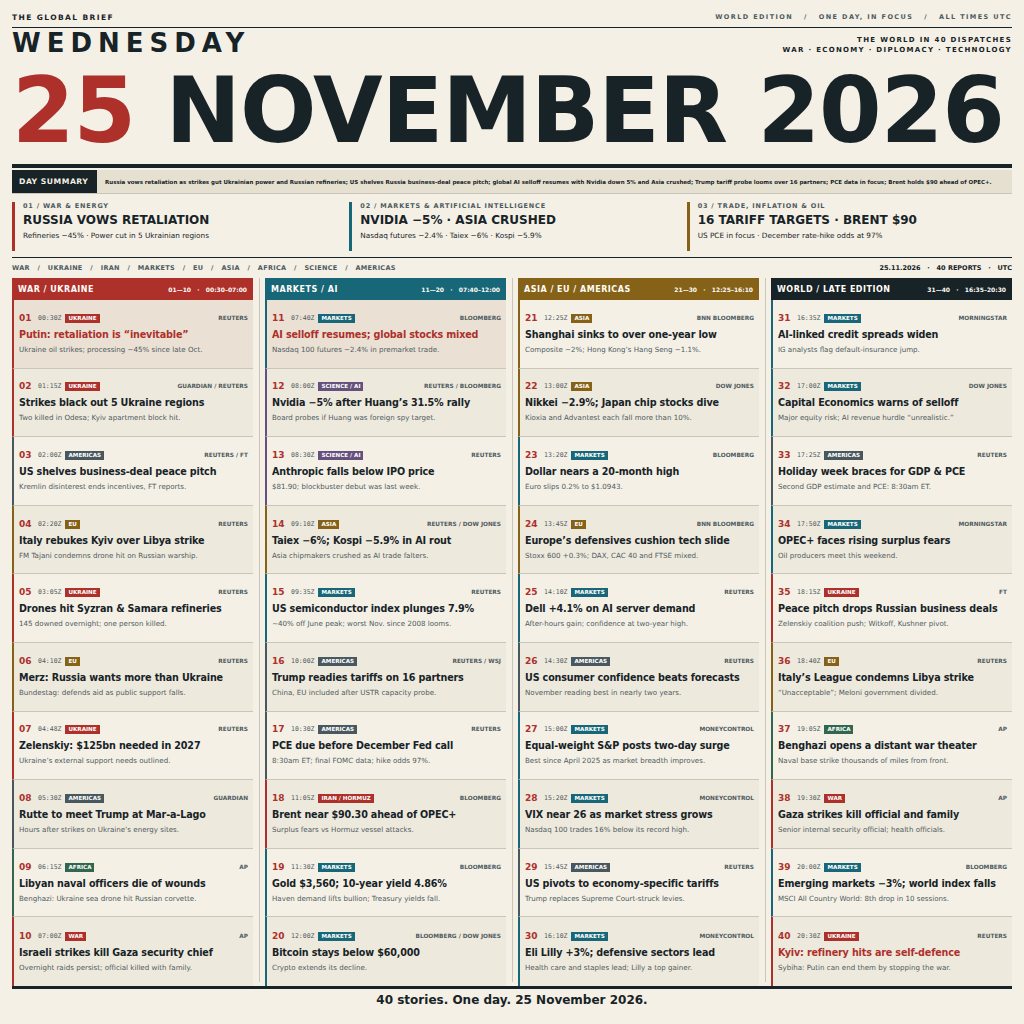 THE GLOBAL BRIEF
WORLD EDITION / ONE DAY, IN FOCUS / ALL TIMES UTC
WEDNESDAY
THE WORLD IN 40 DISPATCHES
WAR · ECONOMY · DIPLOMACY · TECHNOLOGY
25 NOVEMBER 2026
DAY SUMMARY
Russia vows retaliation as strikes gut Ukrainian power and Russian refineries; US shelves Russia business-deal peace pitch; global AI selloff resumes with Nvidia down 5% and Asia crushed; Trump tariff probe looms over 16 partners; PCE data in focus; Brent holds $90 ahead of OPEC+.
01 / WAR & ENERGY
RUSSIA VOWS RETALIATION
Refineries ~45% · Power cut in 5 Ukrainian regions
02 / MARKETS & ARTIFICIAL INTELLIGENCE
NVIDIA −5% · ASIA CRUSHED
Nasdaq futures −2.4% · Taiex −6% · Kospi −5.9%
03 / TRADE, INFLATION & OIL
16 TARIFF TARGETS · BRENT $90
US PCE in focus · December rate-hike odds at 97%
WAR / UKRAINE / IRAN / MARKETS / EU / ASIA / AFRICA / SCIENCE / AMERICAS
25.11.2026 · 40 REPORTS · UTC
WAR / UKRAINE 01—10 · 00:30–07:00
01 00:30Z UKRAINE REUTERS
Putin: retaliation is “inevitable”
Ukraine oil strikes; processing ~45% since late Oct.
02 01:15Z UKRAINE GUARDIAN / REUTERS
Strikes black out 5 Ukraine regions
Two killed in Odesa; Kyiv apartment block hit.
03 02:00Z AMERICAS REUTERS / FT
US shelves business-deal peace pitch
Kremlin disinterest ends incentives, FT reports.
04 02:20Z EU REUTERS
Italy rebukes Kyiv over Libya strike
FM Tajani condemns drone hit on Russian warship.
05 03:05Z UKRAINE REUTERS
Drones hit Syzran & Samara refineries
145 downed overnight; one person killed.
06 04:10Z EU REUTERS
Merz: Russia wants more than Ukraine
Bundestag: defends aid as public support falls.
07 04:48Z UKRAINE REUTERS
Zelenskiy: $125bn needed in 2027
Ukraine’s external support needs outlined.
08 05:30Z AMERICAS GUARDIAN
Rutte to meet Trump at Mar-a-Lago
Hours after strikes on Ukraine’s energy sites.
09 06:15Z AFRICA AP
Libyan naval officers die of wounds
Benghazi: Ukraine sea drone hit Russian corvette.
10 07:00Z WAR AP
Israeli strikes kill Gaza security chief
Overnight raids persist; official killed with family.
MARKETS / AI 11—20 · 07:40–12:00
11 07:40Z MARKETS BLOOMBERG
AI selloff resumes; global stocks mixed
Nasdaq 100 futures −2.4% in premarket trade.
12 08:00Z SCIENCE / AI REUTERS / BLOOMBERG
Nvidia −5% after Huang’s 31.5% rally
Board probes if Huang was foreign spy target.
13 08:30Z SCIENCE / AI REUTERS
Anthropic falls below IPO price
$81.90; blockbuster debut was last week.
14 09:10Z ASIA REUTERS / DOW JONES
Taiex −6%; Kospi −5.9% in AI rout
Asia chipmakers crushed as AI trade falters.
15 09:35Z MARKETS REUTERS
US semiconductor index plunges 7.9%
~40% off June peak; worst Nov. since 2008 looms.
16 10:00Z AMERICAS REUTERS / WSJ
Trump readies tariffs on 16 partners
China, EU included after USTR capacity probe.
17 10:30Z AMERICAS REUTERS
PCE due before December Fed call
8:30am ET; final FOMC data; hike odds 97%.
18 11:05Z IRAN / HORMUZ BLOOMBERG
Brent near $90.30 ahead of OPEC+
Surplus fears vs Hormuz vessel attacks.
19 11:30Z MARKETS BLOOMBERG
Gold $3,560; 10-year yield 4.86%
Haven demand lifts bullion; Treasury yields fall.
20 12:00Z MARKETS BLOOMBERG / DOW JONES
Bitcoin stays below $60,000
Crypto extends its decline.
ASIA / EU / AMERICAS 21—30 · 12:25–16:10
21 12:25Z ASIA BNN BLOOMBERG
Shanghai sinks to over one-year low
Composite −2%; Hong Kong’s Hang Seng −1.1%.
22 13:00Z ASIA DOW JONES
Nikkei −2.9%; Japan chip stocks dive
Kioxia and Advantest each fall more than 10%.
23 13:20Z MARKETS BLOOMBERG
Dollar nears a 20-month high
Euro slips 0.2% to $1.0943.
24 13:45Z EU BNN BLOOMBERG
Europe’s defensives cushion tech slide
Stoxx 600 +0.3%; DAX, CAC 40 and FTSE mixed.
25 14:10Z MARKETS REUTERS
Dell +4.1% on AI server demand
After-hours gain; confidence at two-year high.
26 14:30Z AMERICAS REUTERS
US consumer confidence beats forecasts
November reading best in nearly two years.
27 15:00Z MARKETS MONEYCONTROL
Equal-weight S&P posts two-day surge
Best since April 2025 as market breadth improves.
28 15:20Z MARKETS MONEYCONTROL
VIX near 26 as market stress grows
Nasdaq 100 trades 16% below its record high.
29 15:45Z AMERICAS REUTERS
US pivots to economy-specific tariffs
Trump replaces Supreme Court-struck levies.
30 16:10Z MARKETS MONEYCONTROL
Eli Lilly +3%; defensive sectors lead
Health care and staples lead; Lilly a top gainer.
WORLD / LATE EDITION 31—40 · 16:35–20:30
31 16:35Z MARKETS MORNINGSTAR
AI-linked credit spreads widen
IG analysts flag default-insurance jump.
32 17:00Z MARKETS DOW JONES
Capital Economics warns of selloff
Major equity risk; AI revenue hurdle “unrealistic.”
33 17:25Z AMERICAS REUTERS
Holiday week braces for GDP & PCE
Second GDP estimate and PCE: 8:30am ET.
34 17:50Z MARKETS MORNINGSTAR
OPEC+ faces rising surplus fears
Oil producers meet this weekend.
35 18:15Z UKRAINE FT
Peace pitch drops Russian business deals
Zelenskiy coalition push; Witkoff, Kushner pivot.
36 18:40Z EU REUTERS
Italy’s League condemns Libya strike
“Unacceptable”; Meloni government divided.
37 19:05Z AFRICA AP
Benghazi opens a distant war theater
Naval base strike thousands of miles from front.
38 19:30Z WAR AP
Gaza strikes kill official and family
Senior internal security official; health officials.
39 20:00Z MARKETS BLOOMBERG
Emerging markets −3%; world index falls
MSCI All Country World: 8th drop in 10 sessions.
40 20:30Z UKRAINE REUTERS
Kyiv: refinery hits are self-defence
Sybiha: Putin can end them by stopping the war.
40 stories. One day. 25 November 2026.